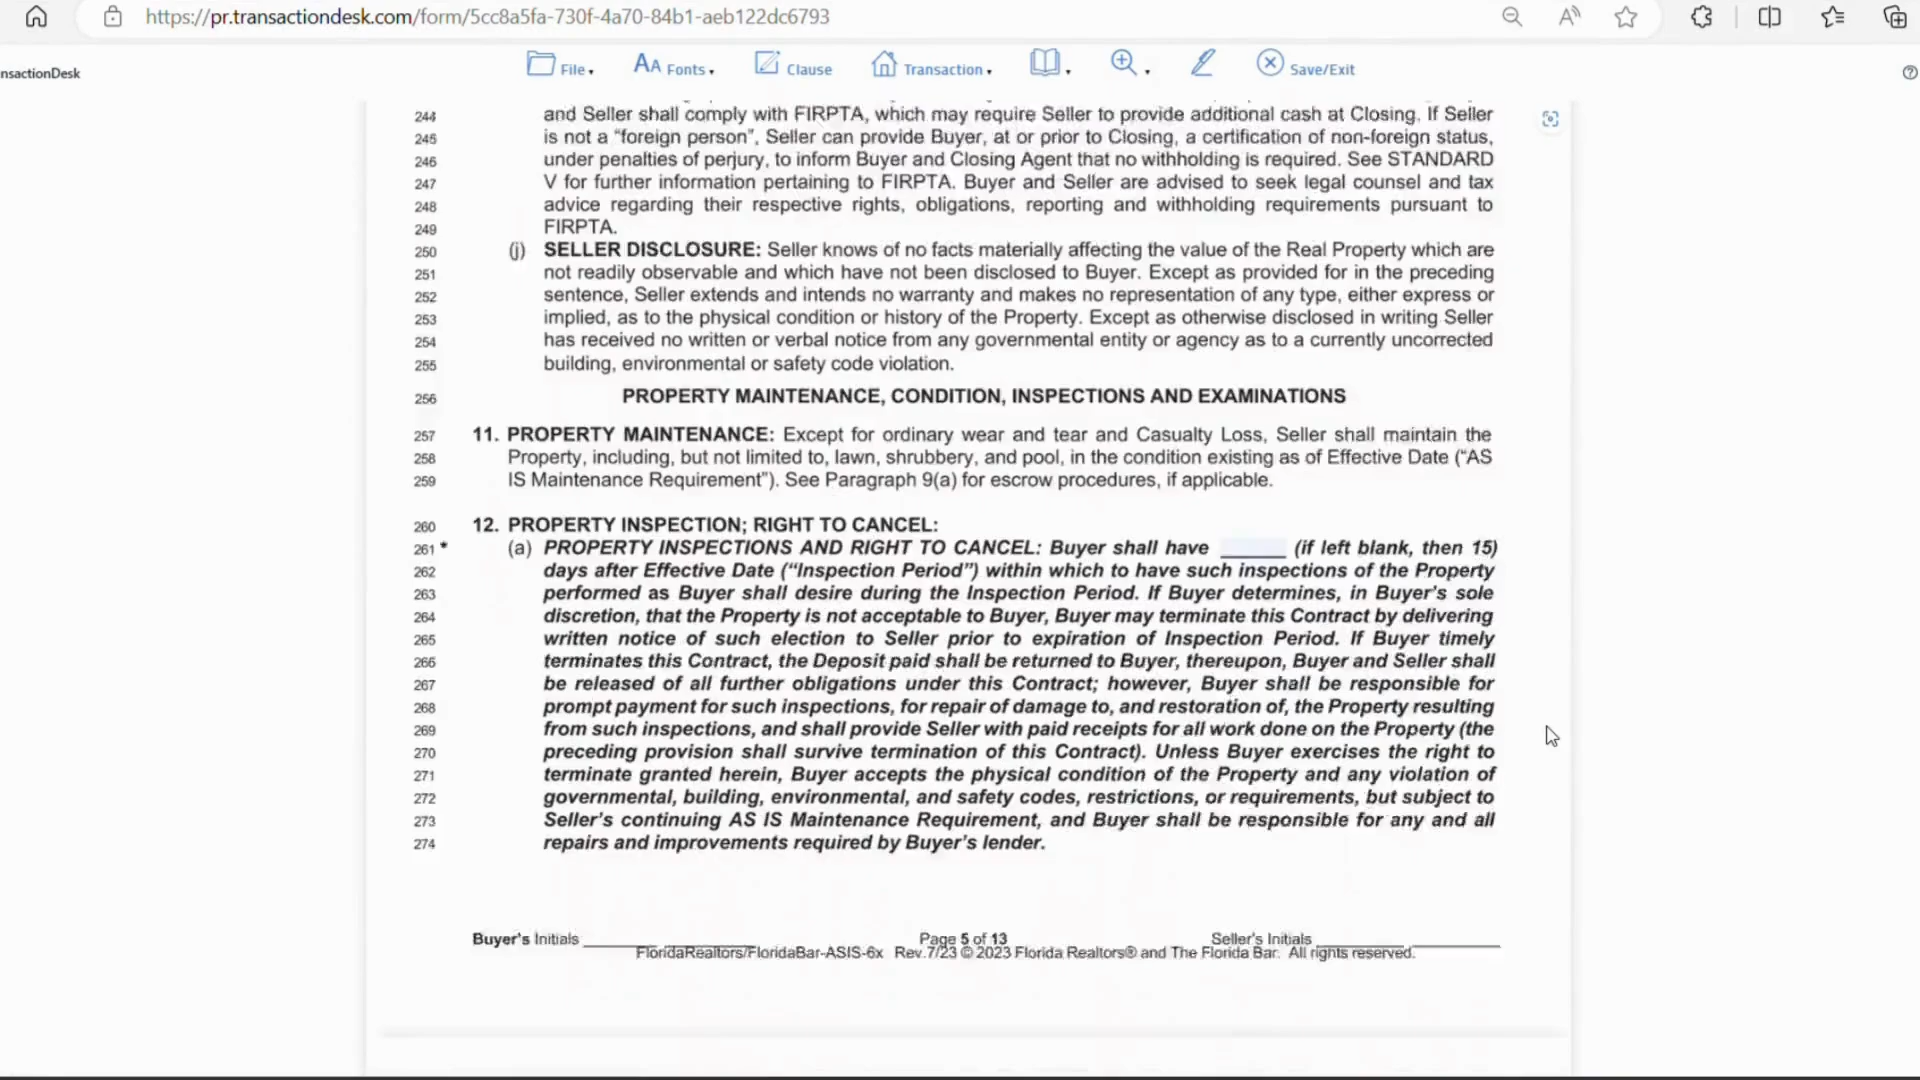 https://pr.transactiondesk.com/form/5cc8a5fa-730f-4a70-84b1-aeb122dc6793
nsactionDesk
File
Fonts
Clause
Transaction
Save/Exit
244 and Seller shall comply with FIRPTA, which may require Seller to provide additional cash at Closing. If Seller
245 is not a “foreign person”, Seller can provide Buyer, at or prior to Closing, a certification of non-foreign status,
246 under penalties of perjury, to inform Buyer and Closing Agent that no withholding is required. See STANDARD
247 V for further information pertaining to FIRPTA. Buyer and Seller are advised to seek legal counsel and tax
248 advice regarding their respective rights, obligations, reporting and withholding requirements pursuant to
249 FIRPTA.
250 (j) SELLER DISCLOSURE: Seller knows of no facts materially affecting the value of the Real Property which are
251 not readily observable and which have not been disclosed to Buyer. Except as provided for in the preceding
252 sentence, Seller extends and intends no warranty and makes no representation of any type, either express or
253 implied, as to the physical condition or history of the Property. Except as otherwise disclosed in writing Seller
254 has received no written or verbal notice from any governmental entity or agency as to a currently uncorrected
255 building, environmental or safety code violation.
256 PROPERTY MAINTENANCE, CONDITION, INSPECTIONS AND EXAMINATIONS
257 11. PROPERTY MAINTENANCE: Except for ordinary wear and tear and Casualty Loss, Seller shall maintain the
258 Property, including, but not limited to, lawn, shrubbery, and pool, in the condition existing as of Effective Date (“AS
259 IS Maintenance Requirement”). See Paragraph 9(a) for escrow procedures, if applicable.
260 12. PROPERTY INSPECTION; RIGHT TO CANCEL:
261 * (a) PROPERTY INSPECTIONS AND RIGHT TO CANCEL: Buyer shall have ______ (if left blank, then 15)
262 days after Effective Date (“Inspection Period”) within which to have such inspections of the Property
263 performed as Buyer shall desire during the Inspection Period. If Buyer determines, in Buyer’s sole
264 discretion, that the Property is not acceptable to Buyer, Buyer may terminate this Contract by delivering
265 written notice of such election to Seller prior to expiration of Inspection Period. If Buyer timely
266 terminates this Contract, the Deposit paid shall be returned to Buyer, thereupon, Buyer and Seller shall
267 be released of all further obligations under this Contract; however, Buyer shall be responsible for
268 prompt payment for such inspections, for repair of damage to, and restoration of, the Property resulting
269 from such inspections, and shall provide Seller with paid receipts for all work done on the Property (the
270 preceding provision shall survive termination of this Contract). Unless Buyer exercises the right to
271 terminate granted herein, Buyer accepts the physical condition of the Property and any violation of
272 governmental, building, environmental, and safety codes, restrictions, or requirements, but subject to
273 Seller’s continuing AS IS Maintenance Requirement, and Buyer shall be responsible for any and all
274 repairs and improvements required by Buyer’s lender.
Buyer’s Initials ______ ______ Page 5 of 13 Seller’s Initials ______ ______
FloridaRealtors/FloridaBar-ASIS-6x Rev.7/23 © 2023 Florida Realtors® and The Florida Bar. All rights reserved.